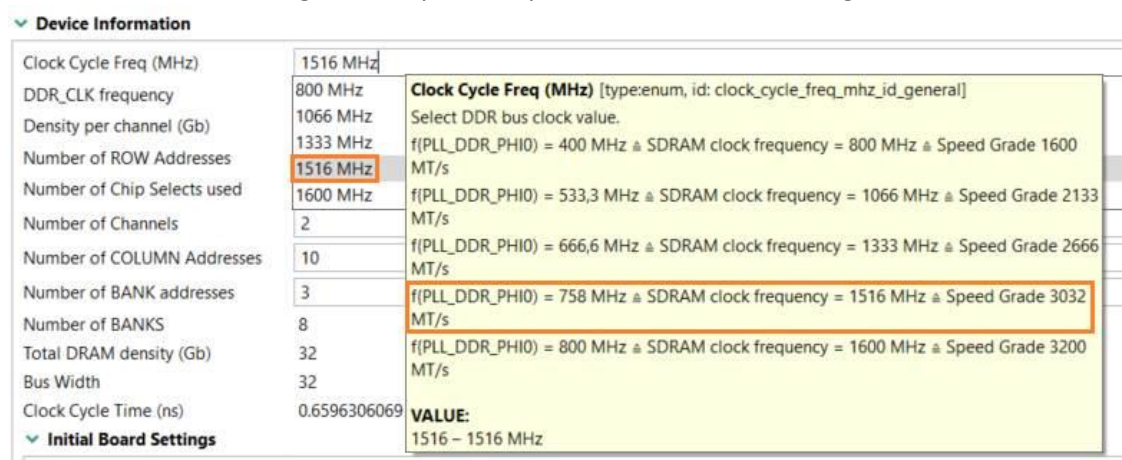 Device Information
Clock Cycle Freq (MHz) 1516 MHz
DDR_CLK frequency
Density per channel (Gb)
Number of ROW Addresses
Number of Chip Selects used
Number of Channels 2
Number of COLUMN Addresses 10
Number of BANK addresses 3
Number of BANKS 8
Total DRAM density (Gb) 32
Bus Width 32
Clock Cycle Time (ns) 0.6596306069
Initial Board Settings
800 MHz
1066 MHz
1333 MHz
1516 MHz
1600 MHz
Clock Cycle Freq (MHz) [type:enum, id: clock_cycle_freq_mhz_id_general]
Select DDR bus clock value.
f(PLL_DDR_PHI0) = 400 MHz ≙ SDRAM clock frequency = 800 MHz ≙ Speed Grade 1600
MT/s
f(PLL_DDR_PHI0) = 533,3 MHz ≙ SDRAM clock frequency = 1066 MHz ≙ Speed Grade 2133
MT/s
f(PLL_DDR_PHI0) = 666,6 MHz ≙ SDRAM clock frequency = 1333 MHz ≙ Speed Grade 2666
MT/s
f(PLL_DDR_PHI0) = 758 MHz ≙ SDRAM clock frequency = 1516 MHz ≙ Speed Grade 3032
MT/s
f(PLL_DDR_PHI0) = 800 MHz ≙ SDRAM clock frequency = 1600 MHz ≙ Speed Grade 3200
MT/s
VALUE:
1516 – 1516 MHz